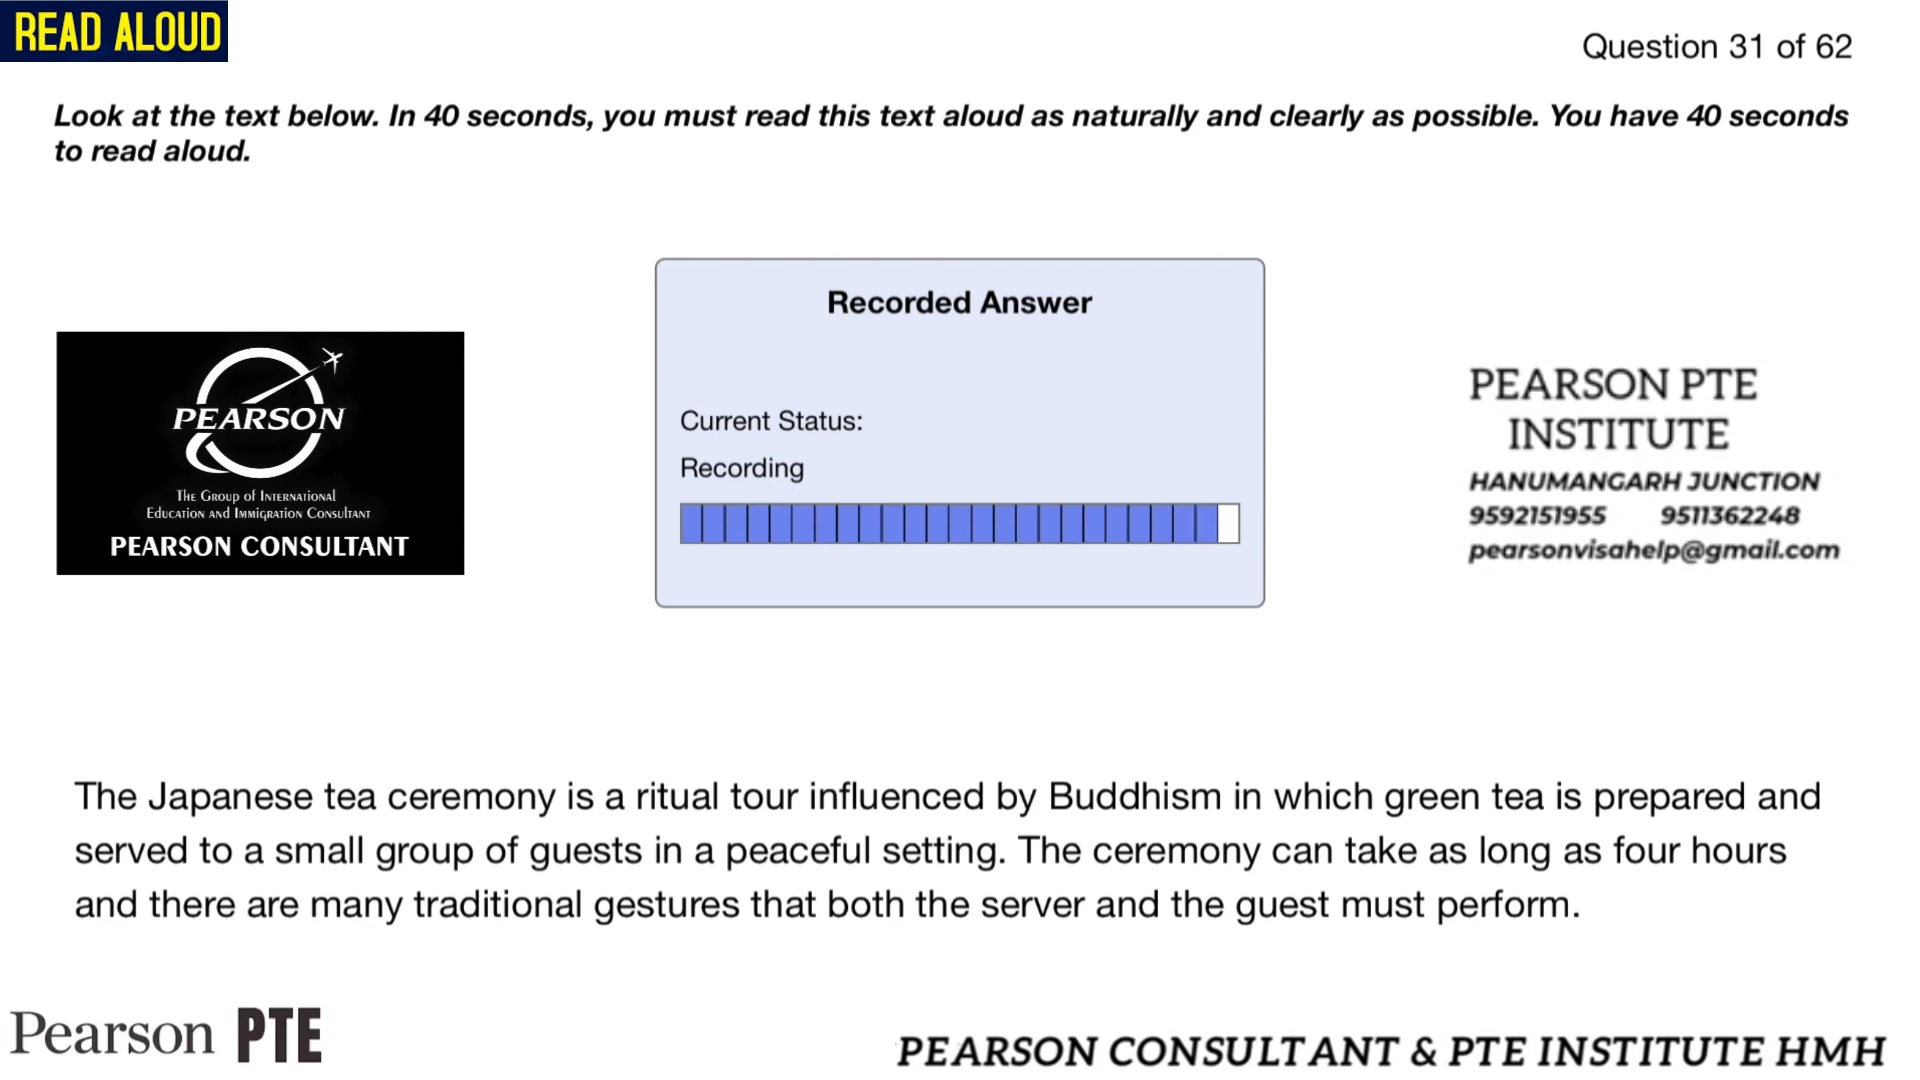 READ ALOUD
Question 31 of 62
Look at the text below. In 40 seconds, you must read this text aloud as naturally and clearly as possible. You have 40 seconds
to read aloud.
Recorded Answer
Current Status:
Recording
PEARSON
The Group of International
Education and Immigration Consultant
PEARSON CONSULTANT
PEARSON PTE
INSTITUTE
HANUMANGARH JUNCTION
9592151955 9511362248
pearsonvisahelp@gmail.com
The Japanese tea ceremony is a ritual tour influenced by Buddhism in which green tea is prepared and
served to a small group of guests in a peaceful setting. The ceremony can take as long as four hours
and there are many traditional gestures that both the server and the guest must perform.
Pearson PTE
PEARSON CONSULTANT & PTE INSTITUTE HMH